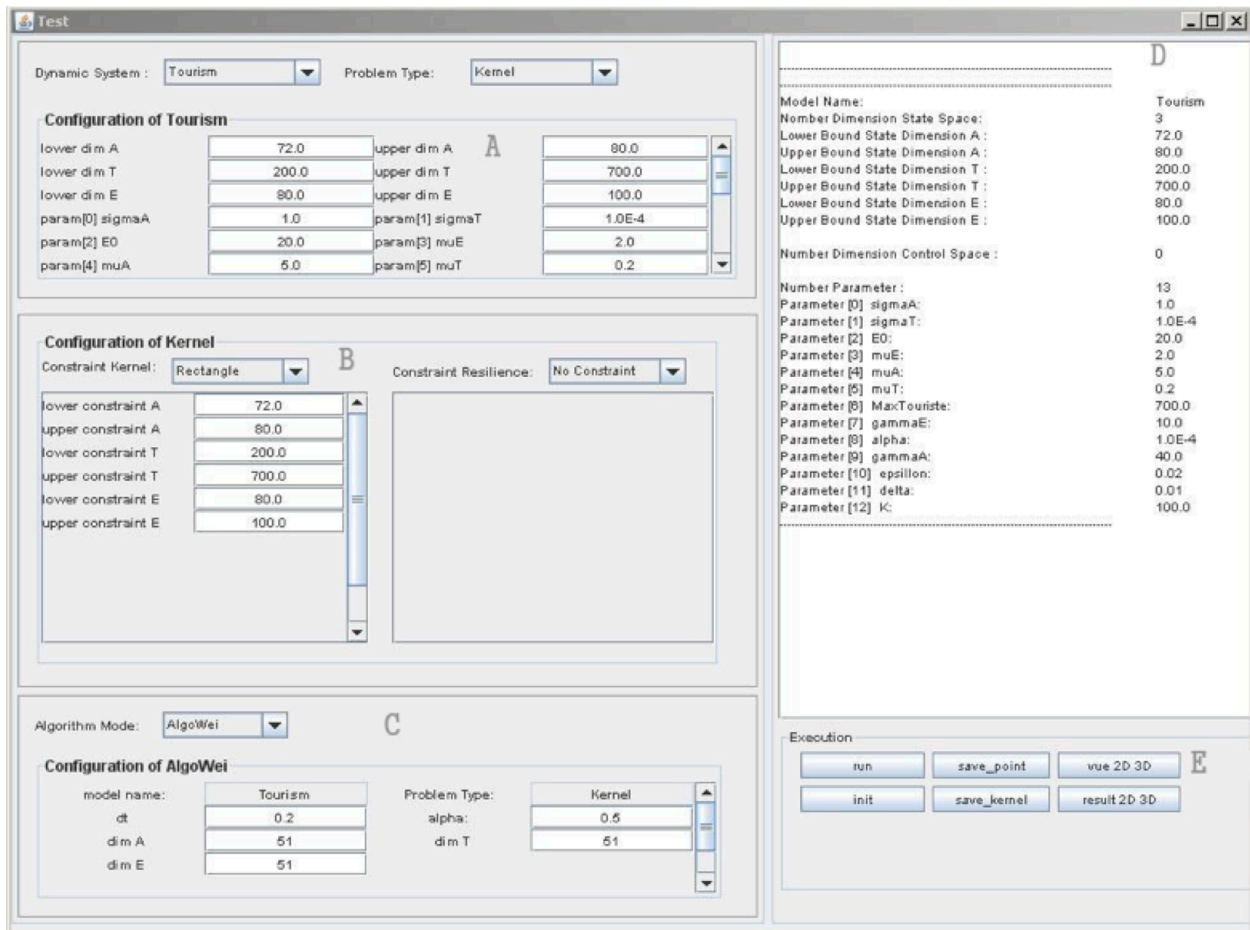 Test
Dynamic System : Tourism Problem Type: Kernel
Configuration of Tourism
A
lower dim A 72.0 upper dim A 80.0
lower dim T 200.0 upper dim T 700.0
lower dim E 80.0 upper dim E 100.0
param[0] sigmaA 1.0 param[1] sigmaT 1.0E-4
param[2] E0 20.0 param[3] muE 2.0
param[4] muA 5.0 param[5] muT 0.2
Configuration of Kernel
B
Constraint Kernel: Rectangle Constraint Resilience: No Constraint
lower constraint A 72.0
upper constraint A 80.0
lower constraint T 200.0
upper constraint T 700.0
lower constraint E 80.0
upper constraint E 100.0
Algorithm Mode: AlgoWei C
Configuration of AlgoWei
model name: Tourism Problem Type: Kernel
dt 0.2 alpha: 0.5
dim A 51 dim T 51
dim E 51
D
Model Name: Tourism
Nomber Dimension State Space: 3
Lower Bound State Dimension A : 72.0
Upper Bound State Dimension A : 80.0
Lower Bound State Dimension T : 200.0
Upper Bound State Dimension T : 700.0
Lower Bound State Dimension E : 80.0
Upper Bound State Dimension E : 100.0
Number Dimension Control Space : 0
Number Parameter : 13
Parameter [0] sigmaA: 1.0
Parameter [1] sigmaT: 1.0E-4
Parameter [2] E0: 20.0
Parameter [3] muE: 2.0
Parameter [4] muA: 5.0
Parameter [5] muT: 0.2
Parameter [6] MaxTouriste: 700.0
Parameter [7] gammaE: 10.0
Parameter [8] alpha: 1.0E-4
Parameter [9] gammaA: 40.0
Parameter [10] epsillon: 0.02
Parameter [11] delta: 0.01
Parameter [12] K: 100.0
Execution
run save_point vue 2D 3D E
init save_kernel result 2D 3D